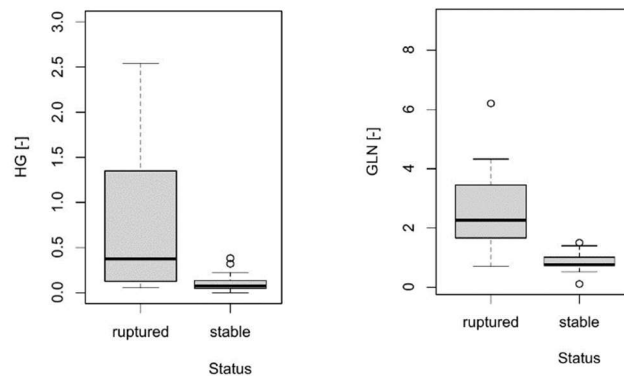 HG [-]
3.0
2.5
2.0
1.5
1.0
0.5
0.0
ruptured stable
Status
GLN [-]
8
6
4
2
0
ruptured stable
Status